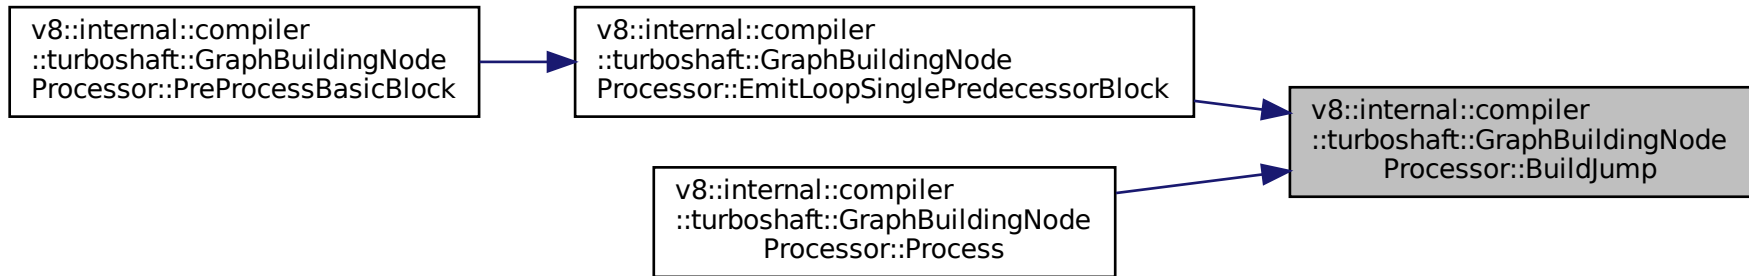 v8::internal::compiler
::turboshaft::GraphBuildingNode
Processor::PreProcessBasicBlock
v8::internal::compiler
::turboshaft::GraphBuildingNode
Processor::EmitLoopSinglePredecessorBlock
v8::internal::compiler
::turboshaft::GraphBuildingNode
Processor::BuildJump
v8::internal::compiler
::turboshaft::GraphBuildingNode
Processor::Process